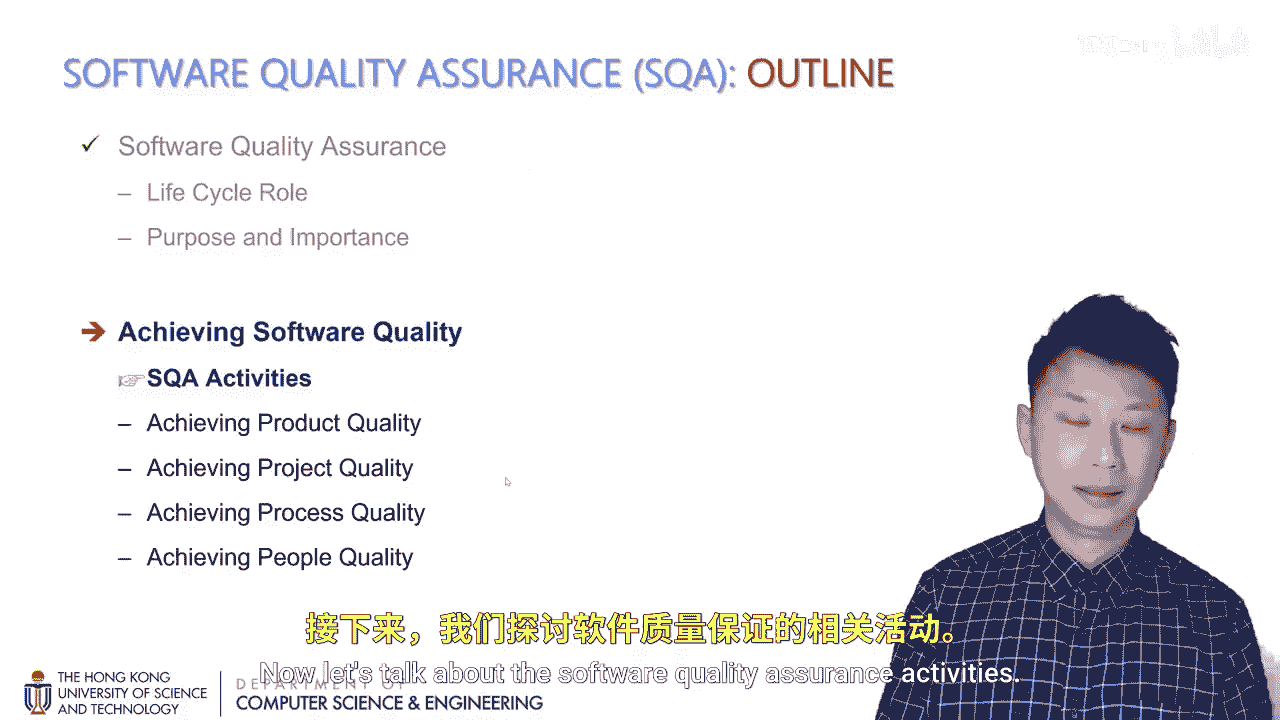 SOFTWARE QUALITY ASSURANCE (SQA): OUTLINE
✓ Software Quality Assurance
– Life Cycle Role
– Purpose and Importance
➔ Achieving Software Quality
☞ SQA Activities
– Achieving Product Quality
– Achieving Project Quality
– Achieving Process Quality
– Achieving People Quality
接下来，我们探讨软件质量保证的相关活动。
Now let's talk about the software quality assurance activities.
THE HONG KONG
UNIVERSITY OF SCIENCE
AND TECHNOLOGY
DEPARTMENT OF
COMPUTER SCIENCE & ENGINEERING